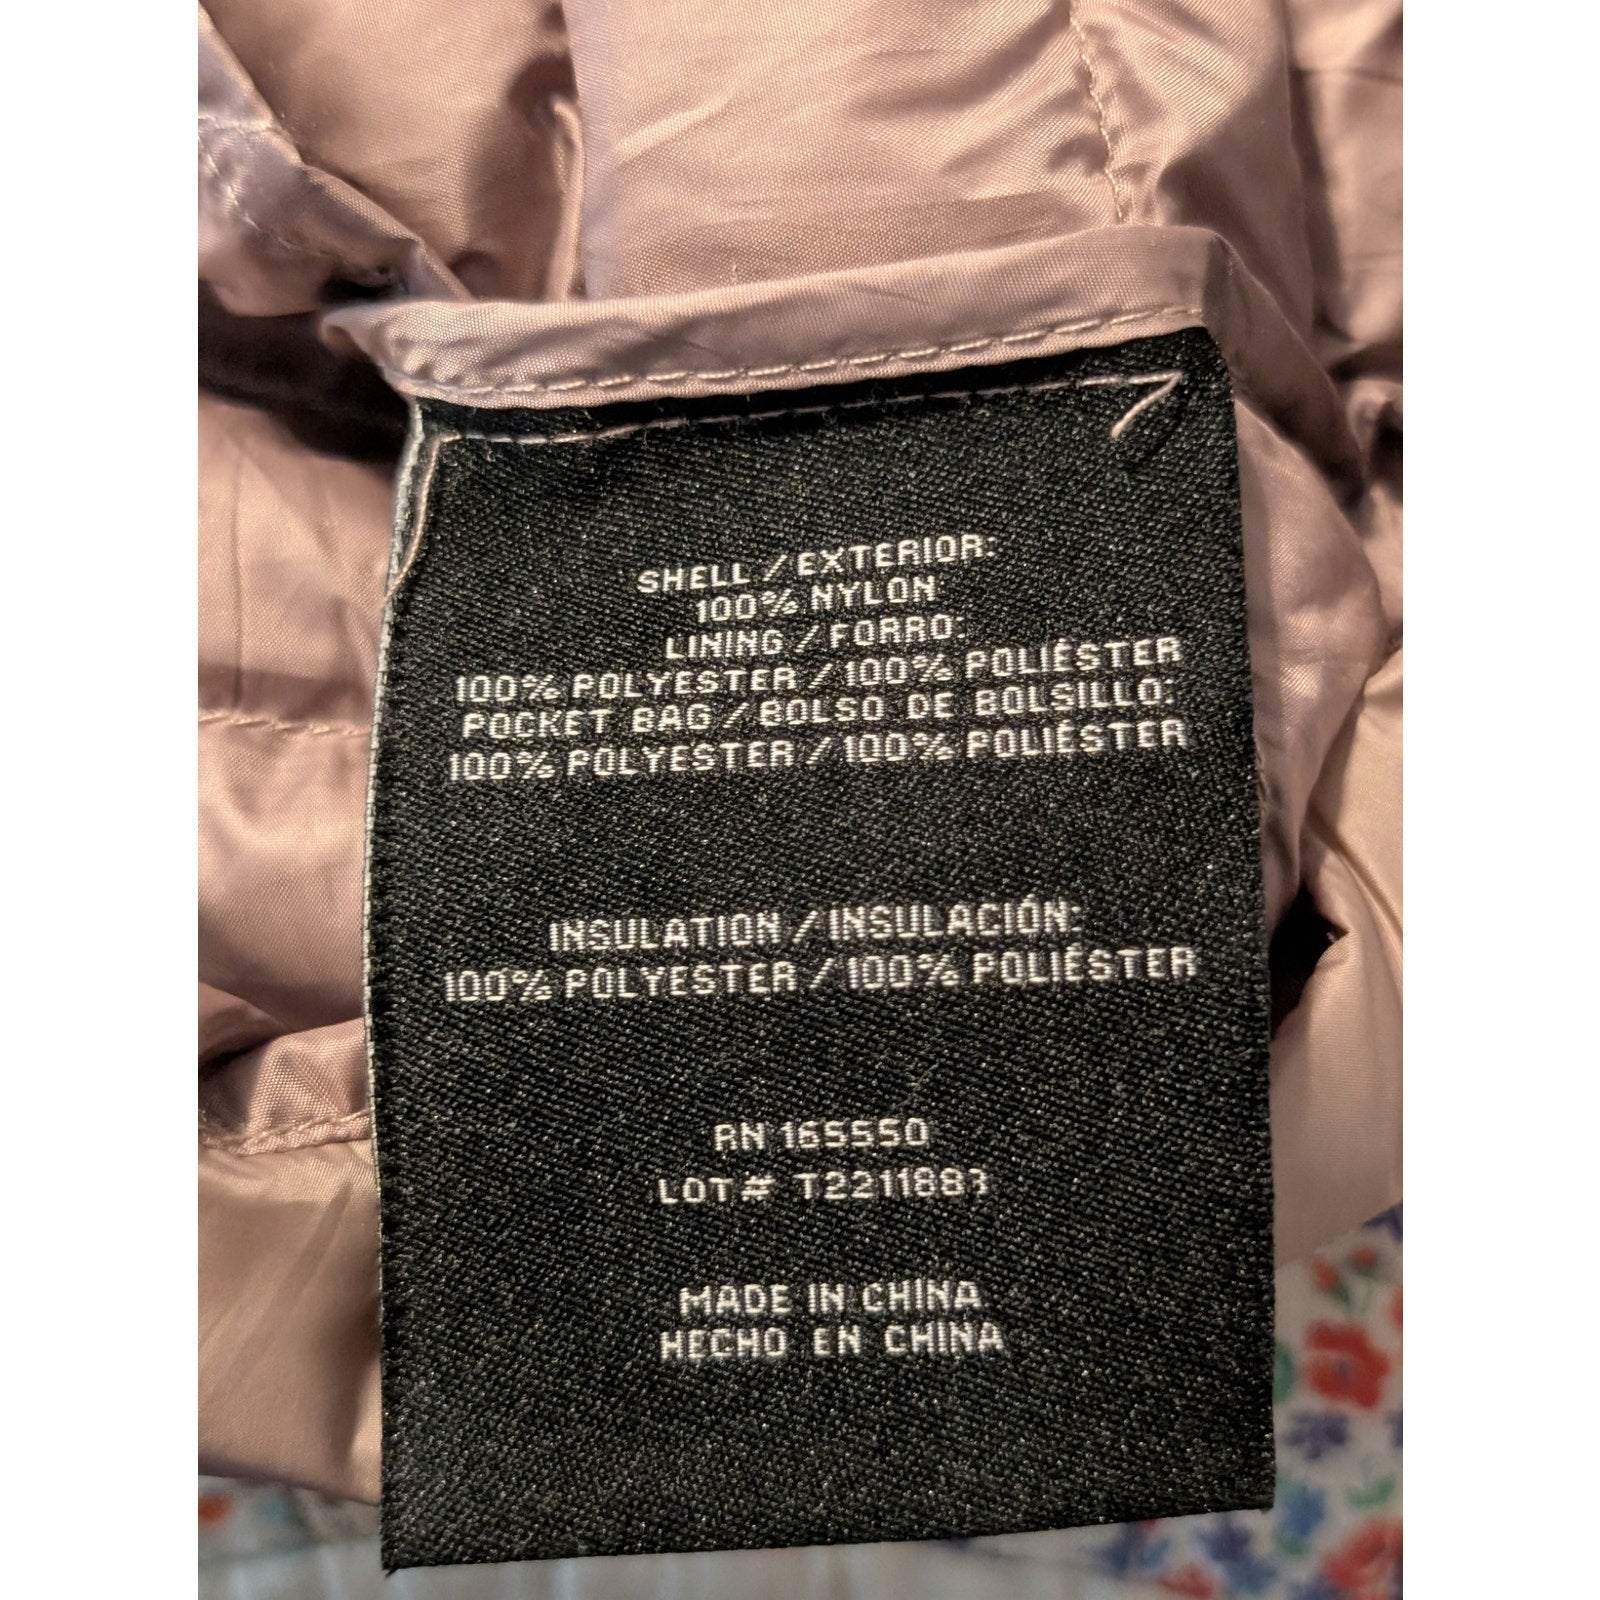 SHELL / EXTERIOR:
100% NYLON
LINING / FORRO:
100% POLYESTER / 100% POLIÉSTER
POCKET BAG / BOLSO DE BOLSILLO:
100% POLYESTER / 100% POLIÉSTER
INSULATION / INSULACIÓN:
100% POLYESTER / 100% POLIÉSTER
RN 165550
LOT#
MADE IN CHINA
HECHO EN CHINA